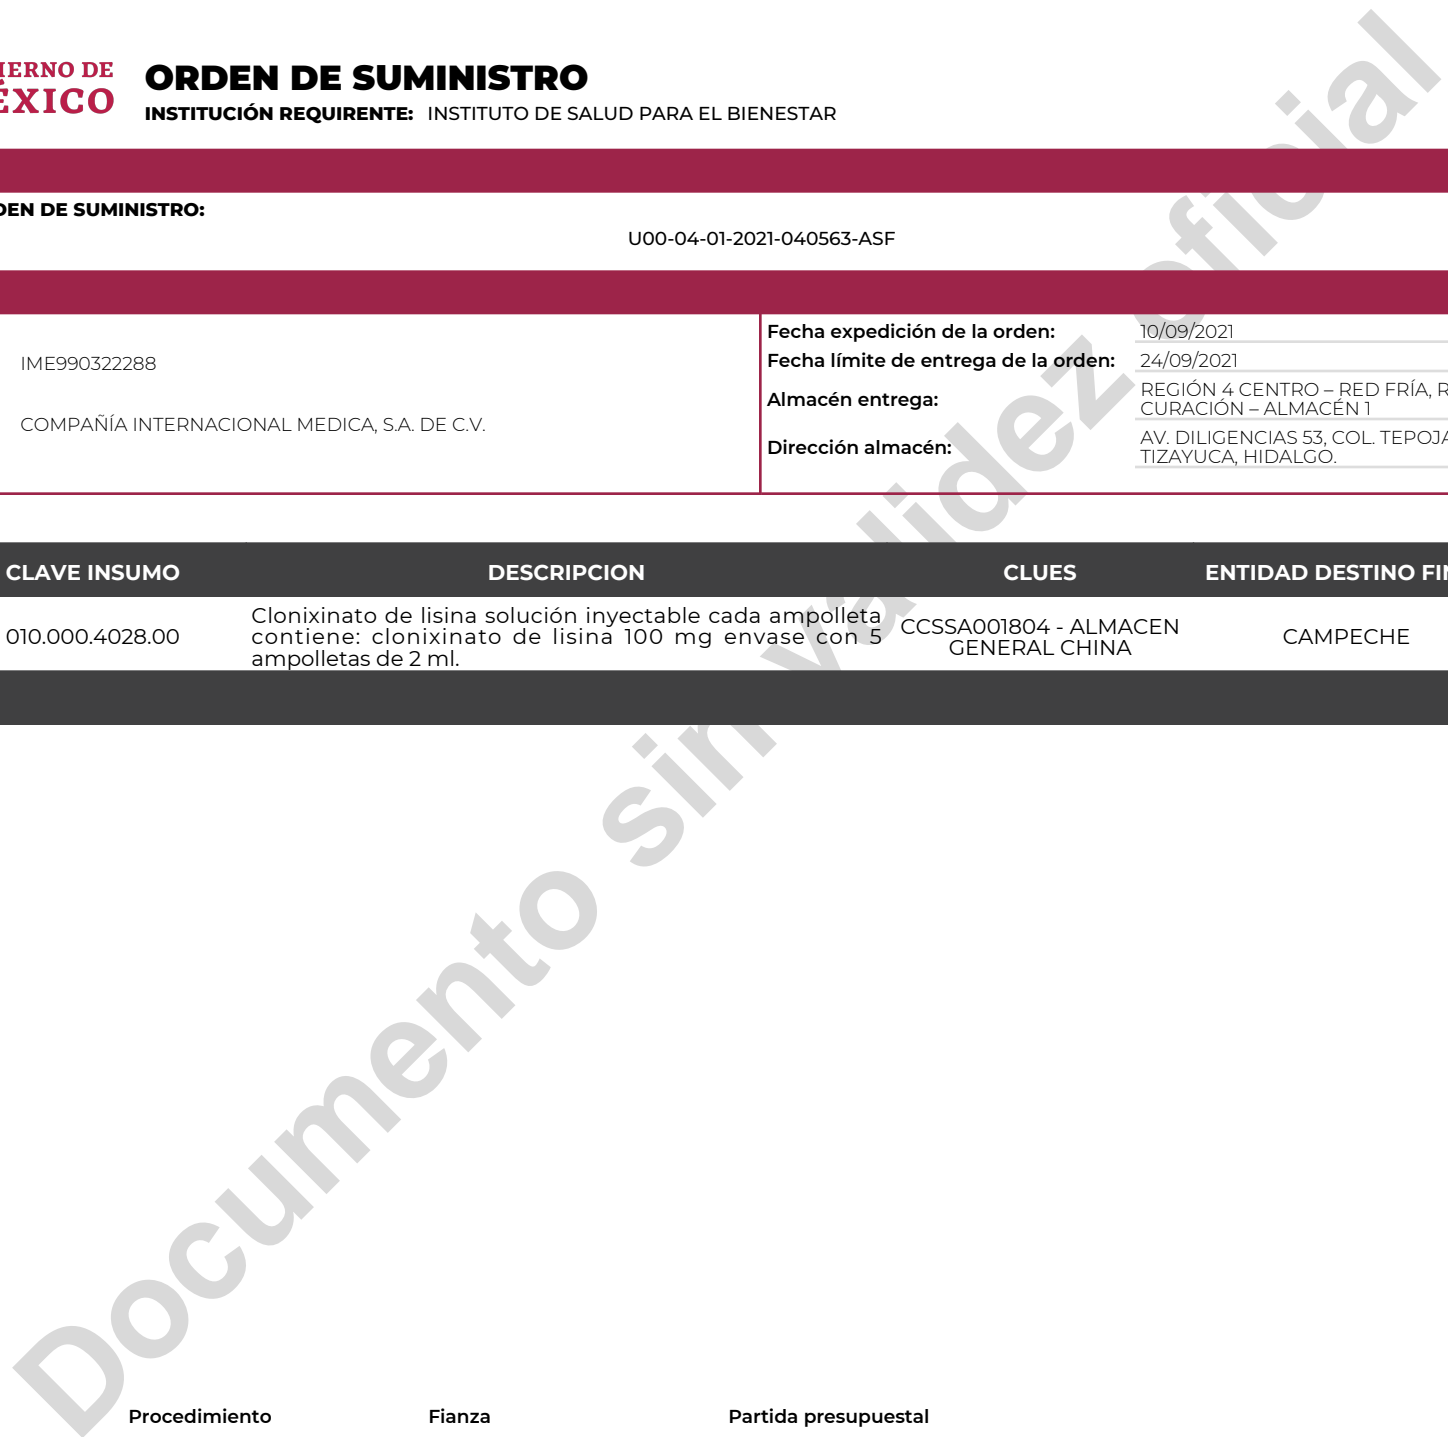 IERNO DE
ÉXICO
ORDEN DE SUMINISTRO
INSTITUCIÓN REQUIRENTE: INSTITUTO DE SALUD PARA EL BIENESTAR
DEN DE SUMINISTRO:
U00-04-01-2021-040563-ASF
IME990322288
COMPAÑÍA INTERNACIONAL MEDICA, S.A. DE C.V.
Fecha expedición de la orden: 10/09/2021
Fecha límite de entrega de la orden: 24/09/2021
Almacén entrega: REGIÓN 4 CENTRO – RED FRÍA, R
CURACIÓN – ALMACÉN 1
Dirección almacén: AV. DILIGENCIAS 53, COL. TEPOJA
TIZAYUCA, HIDALGO.
CLAVE INSUMO DESCRIPCION CLUES ENTIDAD DESTINO FIN
010.000.4028.00
Clonixinato de lisina solución inyectable cada ampolleta
contiene: clonixinato de lisina 100 mg envase con 5
ampolletas de 2 ml.
CCSSA001804 - ALMACEN
GENERAL CHINA
CAMPECHE
Documento sin validez oficial
Procedimiento Fianza Partida presupuestal